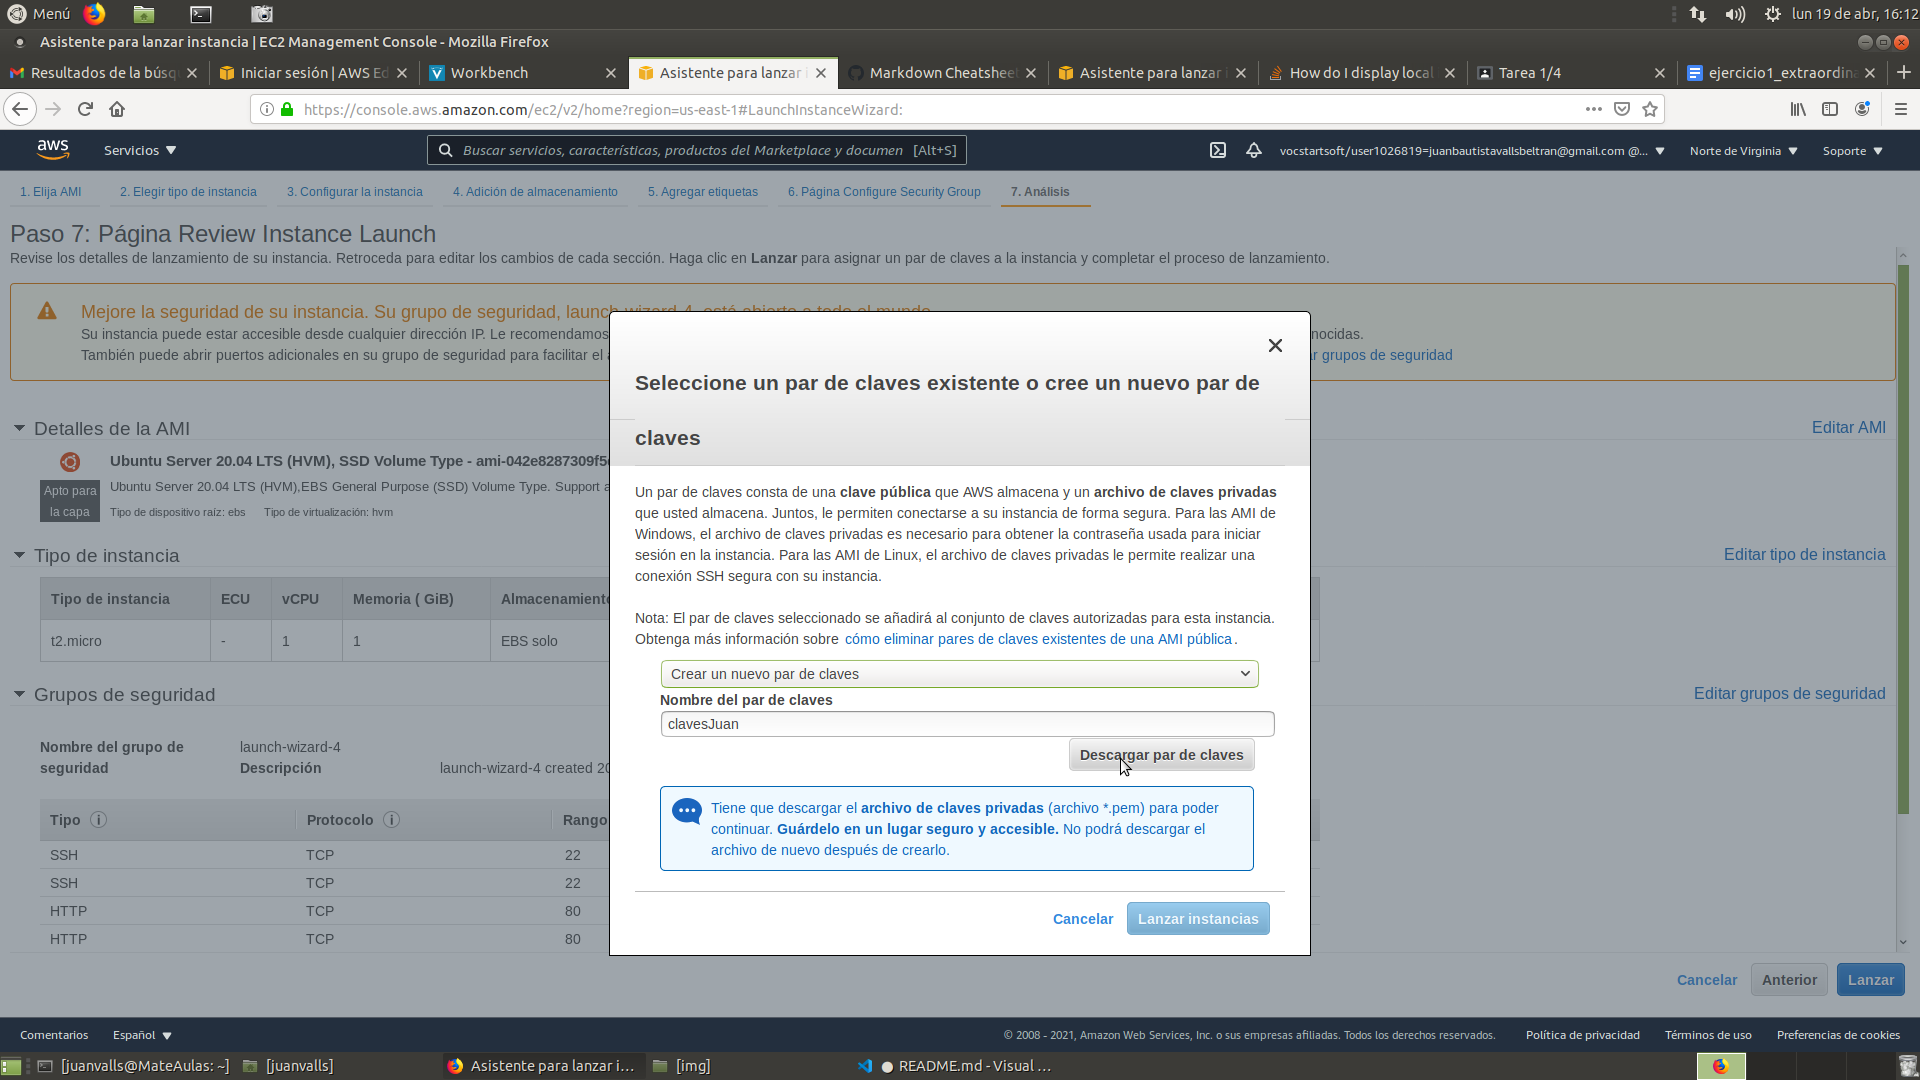 Menú
lun 19 de abr, 16:12
Asistente para lanzar instancia | EC2 Management Console - Mozilla Firefox
Resultados de la búsq
Iniciar sesión | AWS Ed
Workbench
Asistente para lanzar i
Markdown Cheatsheet
Asistente para lanzar i
How do I display local
Tarea 1/4
ejercicio1_extraordina
https://console.aws.amazon.com/ec2/v2/home?region=us-east-1#LaunchInstanceWizard:
aws
Servicios
Buscar servicios, características, productos del Marketplace y documen [Alt+S]
vocstartsoft/user1026819=juanbautistavallsbeltran@gmail.com @...
Norte de Virginia
Soporte
1. Elija AMI
2. Elegir tipo de instancia
3. Configurar la instancia
4. Adición de almacenamiento
5. Agregar etiquetas
6. Página Configure Security Group
7. Análisis
Paso 7: Página Review Instance Launch
Revise los detalles de lanzamiento de su instancia. Retroceda para editar los cambios de cada sección. Haga clic en Lanzar para asignar un par de claves a la instancia y completar el proceso de lanzamiento.
Mejore la seguridad de su instancia. Su grupo de seguridad, launch-wizard-4, está abierto a todo el mundo.
Su instancia puede estar accesible desde cualquier dirección IP. Le recomendamos
nocidas.
También puede abrir puertos adicionales en su grupo de seguridad para facilitar el a
r grupos de seguridad
Detalles de la AMI
Editar AMI
Ubuntu Server 20.04 LTS (HVM), SSD Volume Type - ami-042e8287309f5
Apto para
la capa
Ubuntu Server 20.04 LTS (HVM),EBS General Purpose (SSD) Volume Type. Support a
Tipo de dispositivo raíz: ebs
Tipo de virtualización: hvm
Tipo de instancia
Editar tipo de instancia
Tipo de instancia
ECU
vCPU
Memoria ( GiB)
Almacenamiento
t2.micro
-
1
1
EBS solo
Grupos de seguridad
Editar grupos de seguridad
Nombre del grupo de
seguridad
launch-wizard-4
Descripción
launch-wizard-4 created 20
Tipo
Protocolo
Rango
SSH
TCP
22
SSH
TCP
22
HTTP
TCP
80
HTTP
TCP
80
Seleccione un par de claves existente o cree un nuevo par de
claves
Un par de claves consta de una clave pública que AWS almacena y un archivo de claves privadas
que usted almacena. Juntos, le permiten conectarse a su instancia de forma segura. Para las AMI de
Windows, el archivo de claves privadas es necesario para obtener la contraseña usada para iniciar
sesión en la instancia. Para las AMI de Linux, el archivo de claves privadas le permite realizar una
conexión SSH segura con su instancia.
Nota: El par de claves seleccionado se añadirá al conjunto de claves autorizadas para esta instancia.
Obtenga más información sobre cómo eliminar pares de claves existentes de una AMI pública.
Crear un nuevo par de claves
Nombre del par de claves
clavesJuan
Descargar par de claves
Tiene que descargar el archivo de claves privadas (archivo *.pem) para poder
continuar. Guárdelo en un lugar seguro y accesible. No podrá descargar el
archivo de nuevo después de crearlo.
Cancelar
Lanzar instancias
Cancelar
Anterior
Lanzar
Comentarios
Español
© 2008 - 2021, Amazon Web Services, Inc. o sus empresas afiliadas. Todos los derechos reservados.
Política de privacidad
Términos de uso
Preferencias de cookies
[juanvalls@MateAulas: ~]
[juanvalls]
Asistente para lanzar i...
[img]
README.md - Visual ...